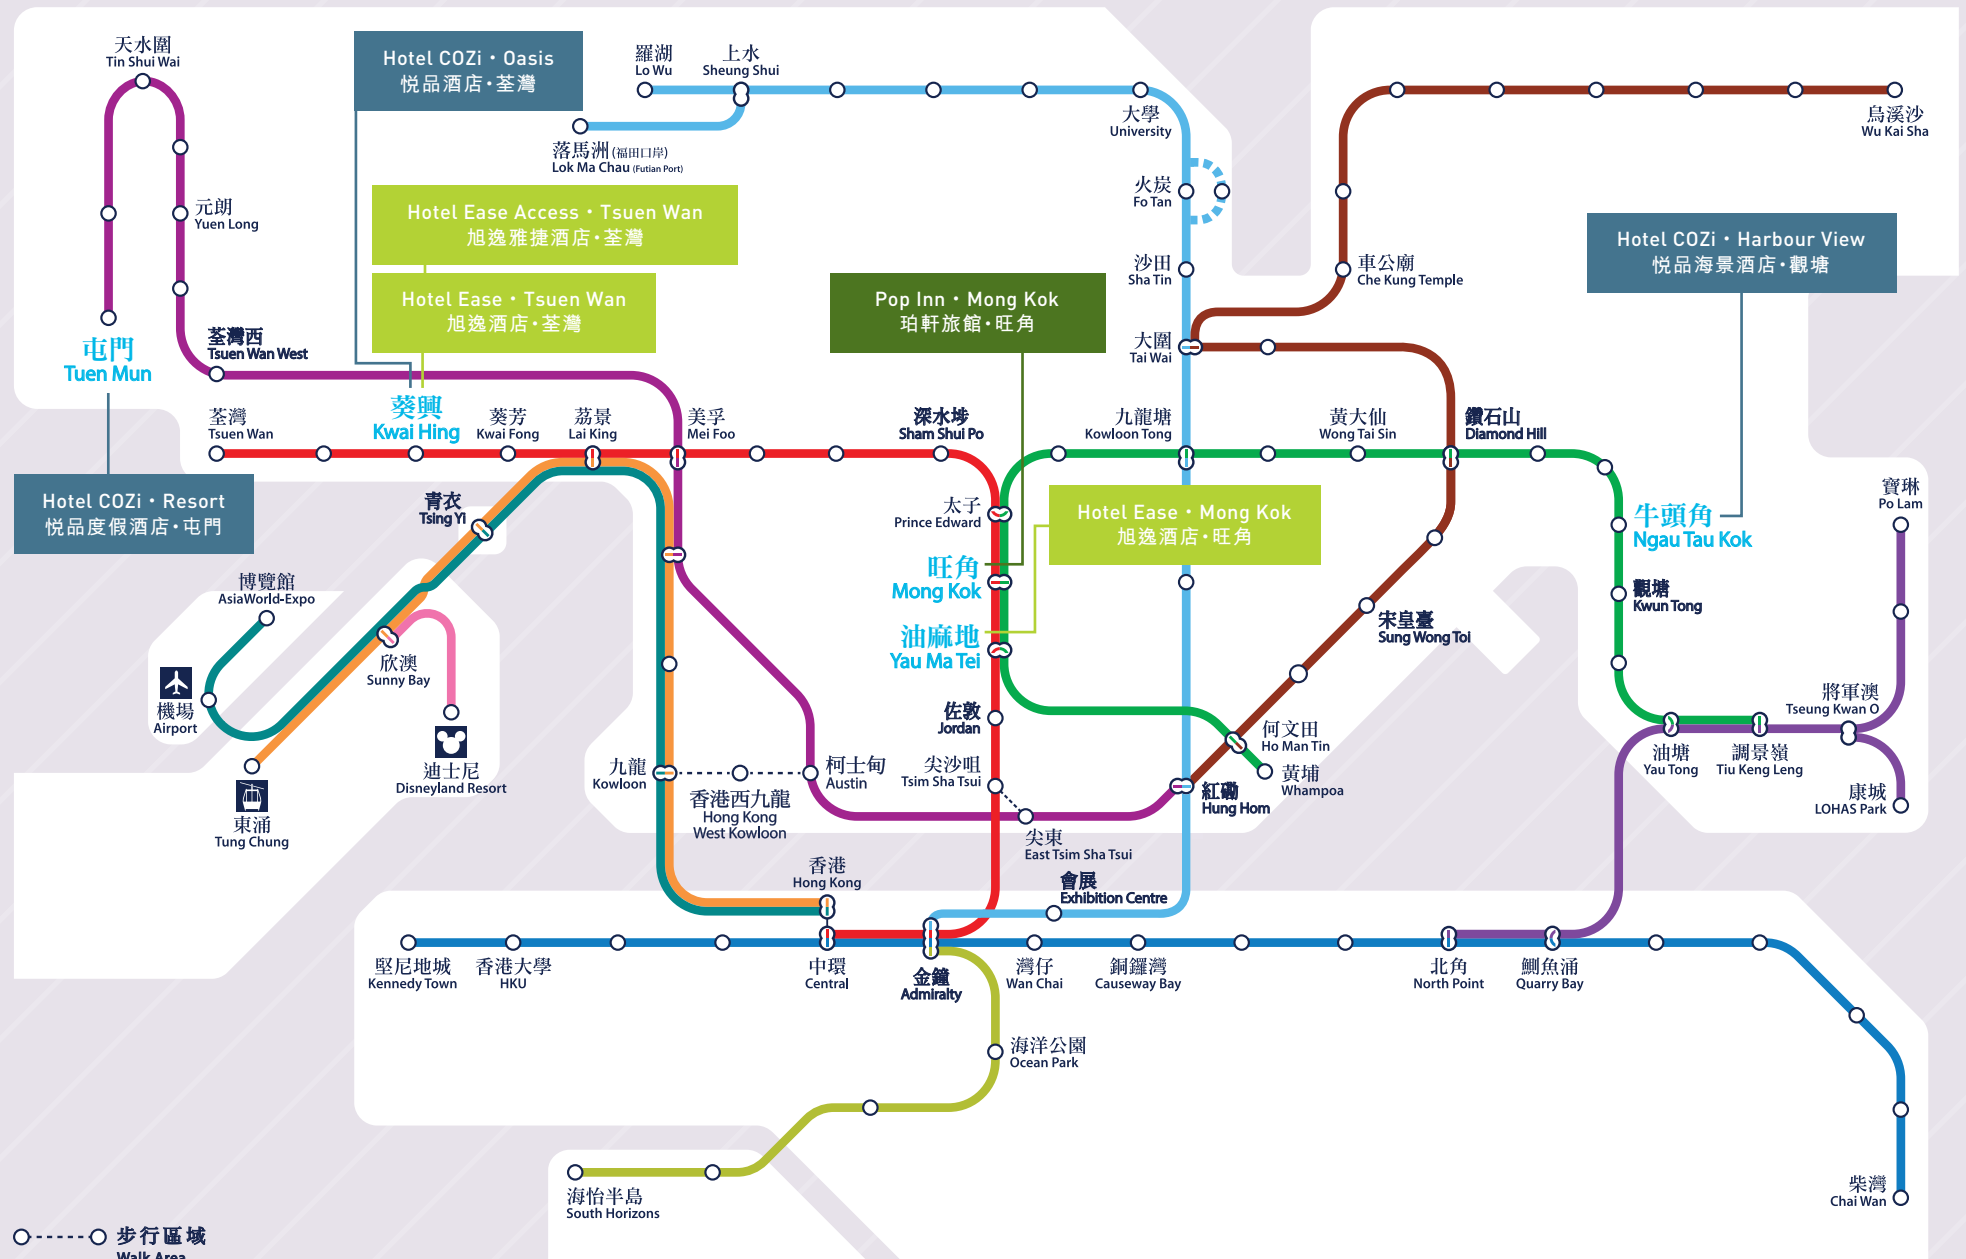 天水圍
Tin Shui Wai
Hotel COZi・Oasis
悦品酒店・荃灣
羅湖
Lo Wu
上水
Sheung Shui
落馬洲(福田口岸)
Lok Ma Chau (Futian Port)
大學
University
烏溪沙
Wu Kai Sha
火炭
Fo Tan
元朗
Yuen Long
Hotel Ease Access・Tsuen Wan
旭逸雅捷酒店・荃灣
Hotel COZi・Harbour View
悦品海景酒店・觀塘
沙田
Sha Tin
車公廟
Che Kung Temple
Hotel Ease・Tsuen Wan
旭逸酒店・荃灣
Pop Inn・Mong Kok
珀軒旅館・旺角
屯門
Tuen Mun
荃灣西
Tsuen Wan West
大圍
Tai Wai
荃灣
Tsuen Wan
葵興
Kwai Hing
葵芳
Kwai Fong
荔景
Lai King
美孚
Mei Foo
深水埗
Sham Shui Po
九龍塘
Kowloon Tong
黃大仙
Wong Tai Sin
鑽石山
Diamond Hill
Hotel COZi・Resort
悦品度假酒店・屯門
青衣
Tsing Yi
太子
Prince Edward
Hotel Ease・Mong Kok
旭逸酒店・旺角
牛頭角
Ngau Tau Kok
寶琳
Po Lam
博覽館
AsiaWorld-Expo
旺角
Mong Kok
觀塘
Kwun Tong
宋皇臺
Sung Wong Toi
油麻地
Yau Ma Tei
欣澳
Sunny Bay
機場
Airport
佐敦
Jordan
將軍澳
Tseung Kwan O
何文田
Ho Man Tin
黃埔
Whampoa
油塘
Yau Tong
調景嶺
Tiu Keng Leng
迪士尼
Disneyland Resort
九龍
Kowloon
香港西九龍
Hong Kong
West Kowloon
柯士甸
Austin
尖沙咀
Tsim Sha Tsui
紅磡
Hung Hom
康城
LOHAS Park
東涌
Tung Chung
尖東
East Tsim Sha Tsui
香港
Hong Kong
會展
Exhibition Centre
堅尼地城
Kennedy Town
香港大學
HKU
中環
Central
金鐘
Admiralty
灣仔
Wan Chai
銅鑼灣
Causeway Bay
北角
North Point
鰂魚涌
Quarry Bay
海洋公園
Ocean Park
海怡半島
South Horizons
柴灣
Chai Wan
步行區域
Walk Area